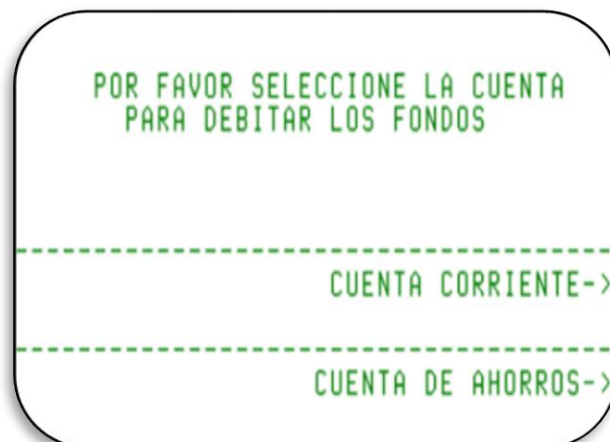 POR FAVOR SELECCIONE LA CUENTA
PARA DEBITAR LOS FONDOS
CUENTA CORRIENTE->
CUENTA DE AHORROS->